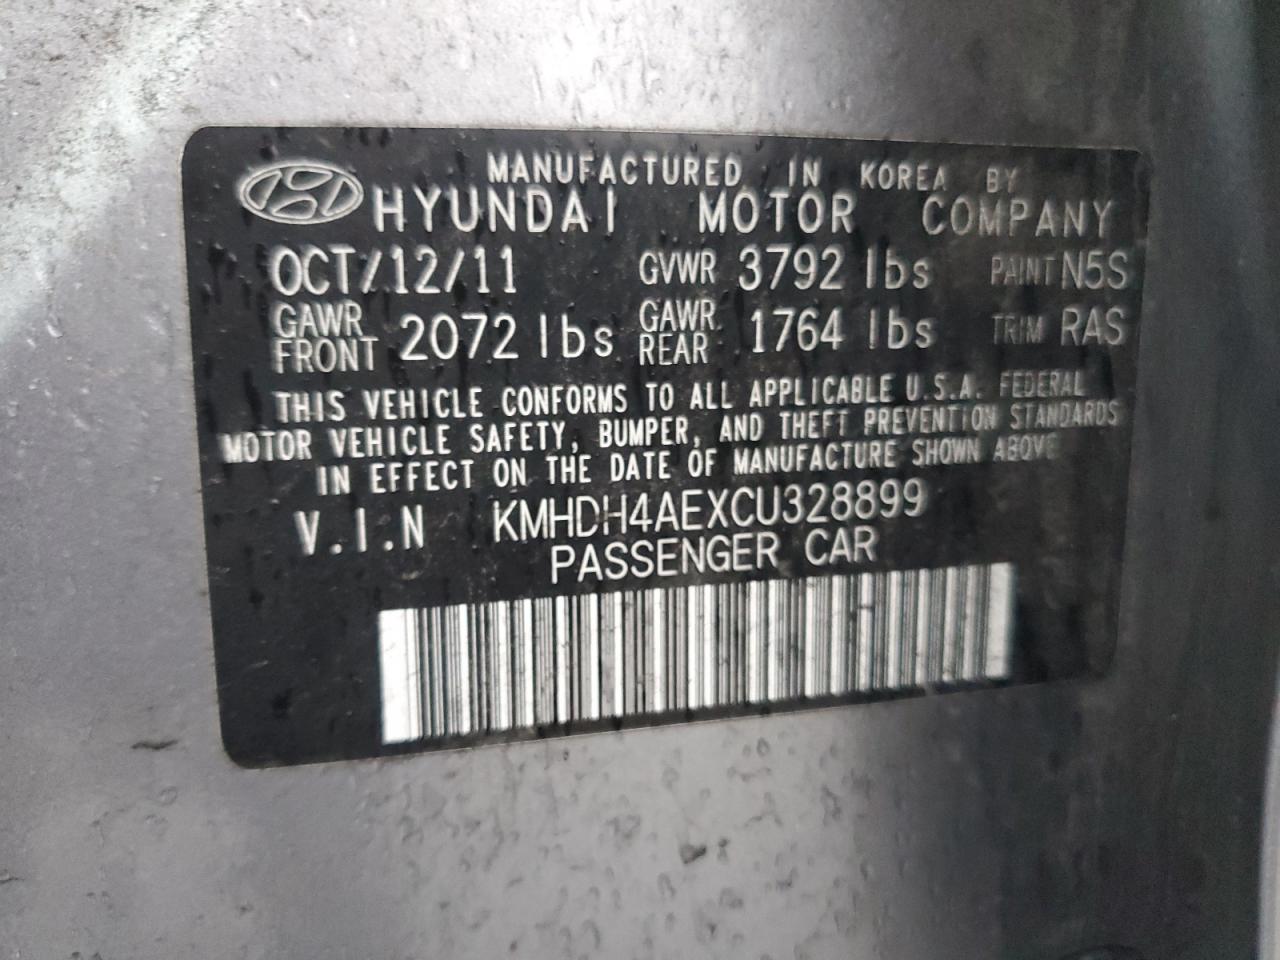 MANUFACTURED IN KOREA BY
HYUNDAI MOTOR COMPANY
OCT/12/11 GVWR 3792 lbs PAINT N5S
GAWR FRONT 2072 lbs GAWR REAR 1764 lbs TRIM RAS
THIS VEHICLE CONFORMS TO ALL APPLICABLE U.S.A. FEDERAL
MOTOR VEHICLE SAFETY, BUMPER, AND THEFT PREVENTION STANDARDS
IN EFFECT ON THE DATE OF MANUFACTURE SHOWN ABOVE
V.I.N KMHDH4AEXCU328899
PASSENGER CAR